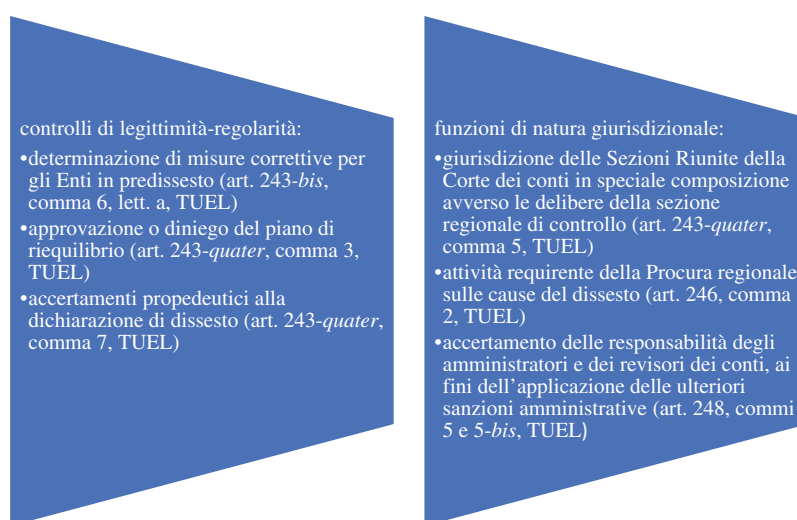 controlli di legittimità-regolarità:
•determinazione di misure correttive per
gli Enti in predissesto (art. 243-bis,
comma 6, lett. a, TUEL)
•approvazione o diniego del piano di
riequilibrio (art. 243-quater, comma 3,
TUEL)
•accertamenti propedeutici alla
dichiarazione di dissesto (art. 243-quater,
comma 7, TUEL)
funzioni di natura giurisdizionale:
•giurisdizione delle Sezioni Riunite della
Corte dei conti in speciale composizione
avverso le delibere della sezione
regionale di controllo (art. 243-quater,
comma 5, TUEL)
•attività requirente della Procura regionale
sulle cause del dissesto (art. 246, comma
2, TUEL)
•accertamento delle responsabilità degli
amministratori e dei revisori dei conti, ai
fini dell’applicazione delle ulteriori
sanzioni amministrative (art. 248, commi
5 e 5-bis, TUEL)